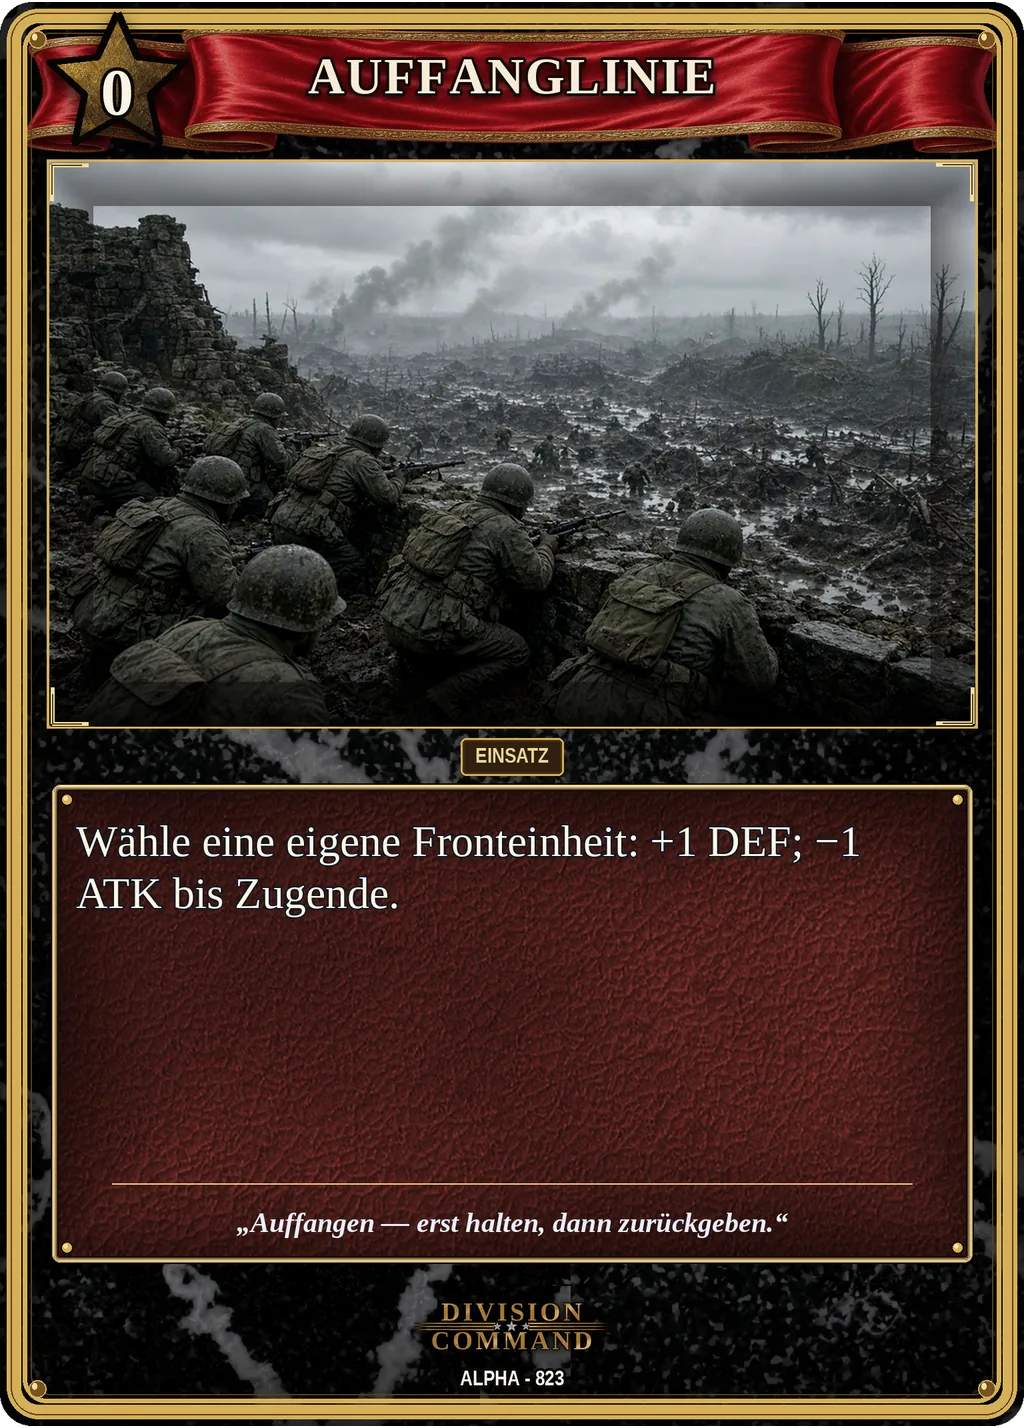 0
AUFFANGLINIE
EINSATZ
Wähle eine eigene Fronteinheit: +1 DEF; −1
ATK bis Zugende.
„Auffangen — erst halten, dann zurückgeben.“
DIVISION
COMMAND
ALPHA - 823